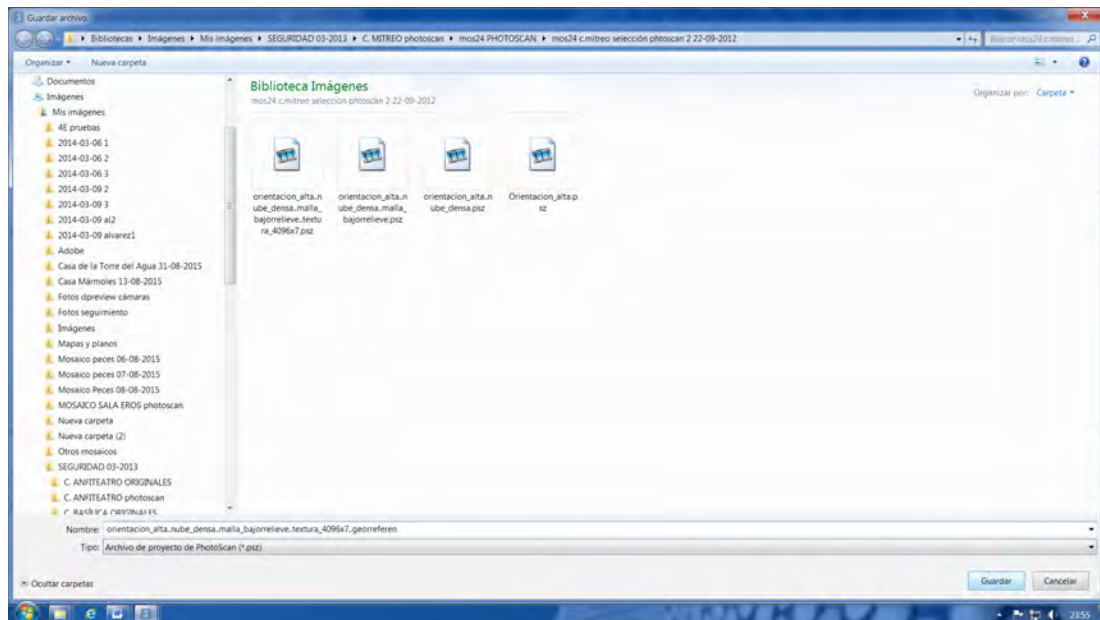 Guardar archivo
Bibliotecas ▸ Imágenes ▸ Mis imágenes ▸ SEGURIDAD 03-2013 ▸ C. MITREO photoscan ▸ mos24 PHOTOSCAN ▸ mos24 c.mitreo selección phtoscan 2 22-09-2012
Organizar Nueva carpeta
Documentos
Imágenes
Mis imágenes
4E pruebas
2014-03-06 1
2014-03-06 2
2014-03-06 3
2014-03-09 2
2014-03-09 3
2014-03-09 al2
2014-03-09 alvarez1
Adobe
Casa de la Torre del Agua 31-08-2015
Casa Mármoles 13-08-2015
Fotos dpreview cámaras
Fotos seguimiento
Imágenes
Mapas y planos
Mosaico peces 06-08-2015
Mosaico peces 07-08-2015
Mosaico Peces 08-08-2015
MOSAICO SALA EROS photoscan
Nueva carpeta
Nueva carpeta (2)
Otros mosaicos
SEGURIDAD 03-2013
C. ANFITEATRO ORIGINALES
C. ANFITEATRO photoscan
C. BASÍLICA ORIGINALES
Biblioteca Imágenes
mos24 c.mitreo selección phtoscan 2 22-09-2012
Organizar por: Carpeta
orientacion_alta..n
ube_densa..malla_
bajorrelieve..textu
ra_4096x7.psz
orientacion_alta..n
ube_densa..malla_
bajorrelieve.psz
orientacion_alta..n
ube_densa.psz
Orientacion_alta.p
sz
Nombre: orientacion_alta..nube_densa..malla_bajorrelieve..textura_4096x7..georreferen
Tipo: Archivo de proyecto de PhotoScan (*.psz)
Ocultar carpetas
Guardar Cancelar
23:55